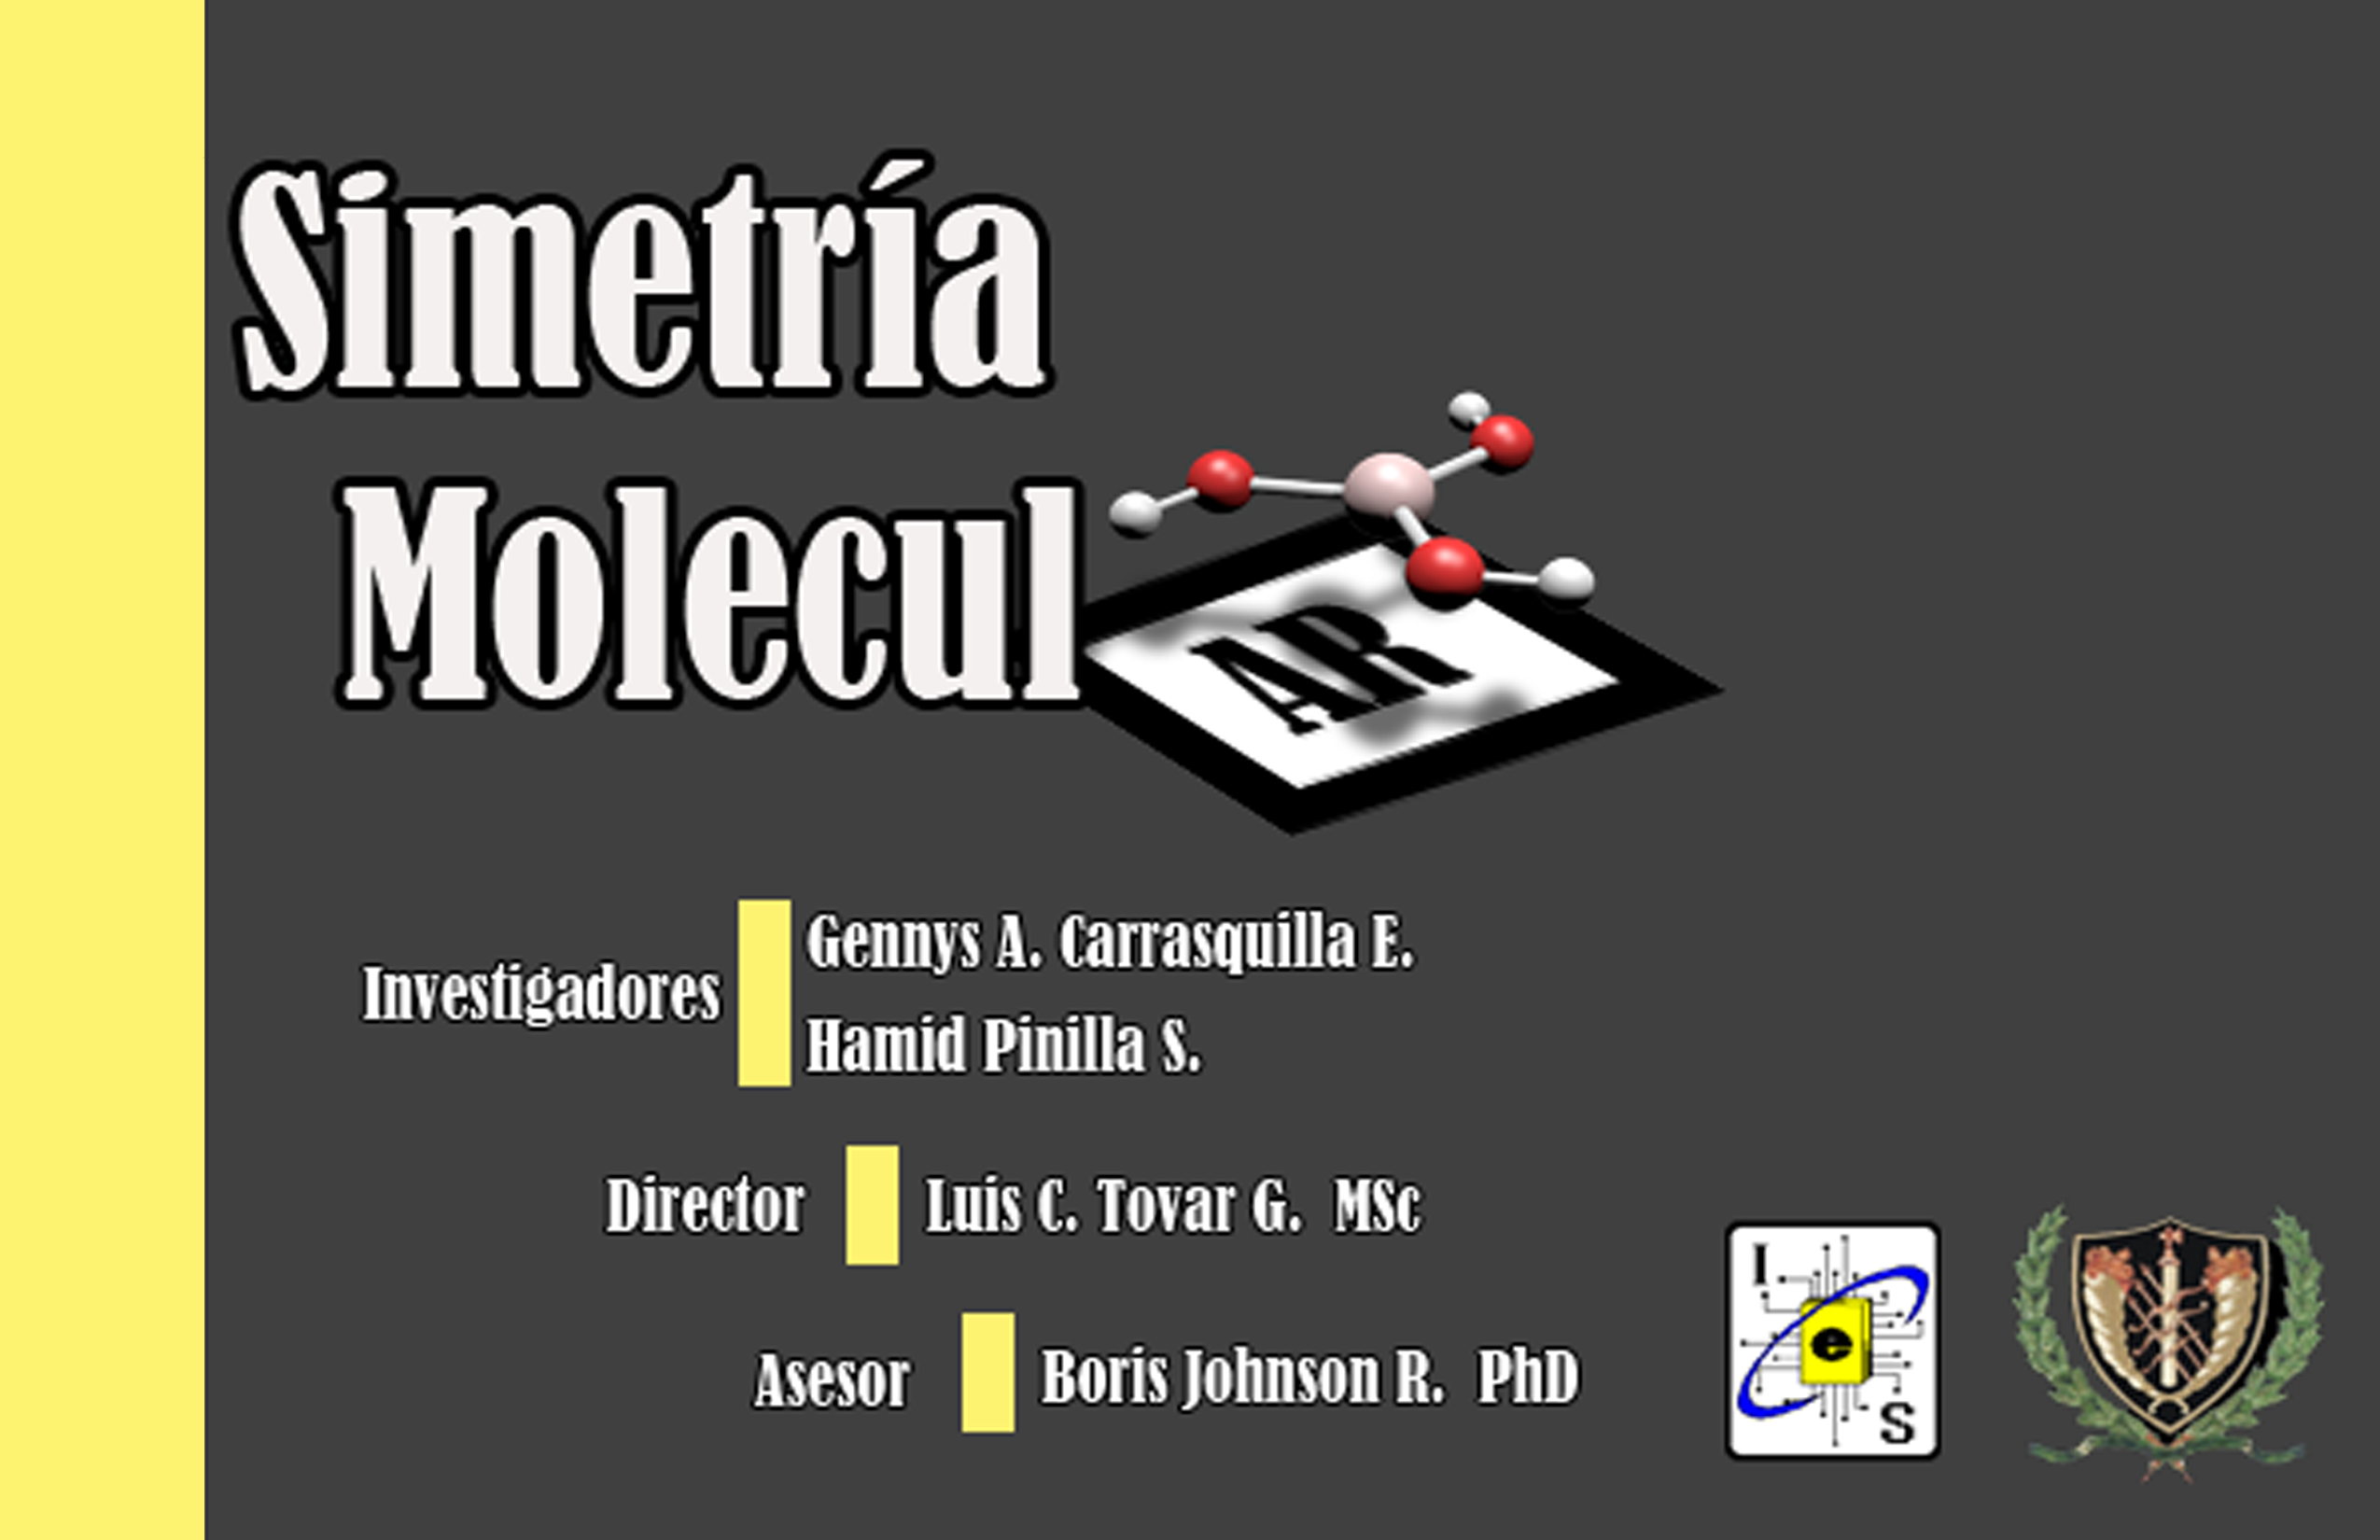 Simetría
MoleculAR
Investigadores
Gennys A. Carrasquilla E.
Hamid Pinilla S.
Director Luis C. Tovar G. MSc
Asesor Boris Johnson R. PhD
I
e
S